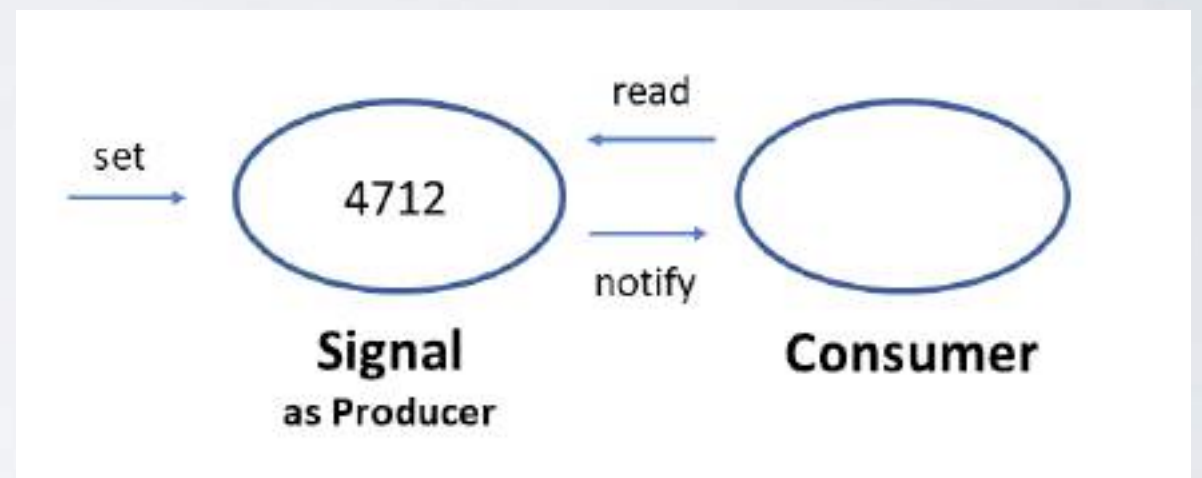 read
set
4712
notify
Signal
as Producer
Consumer